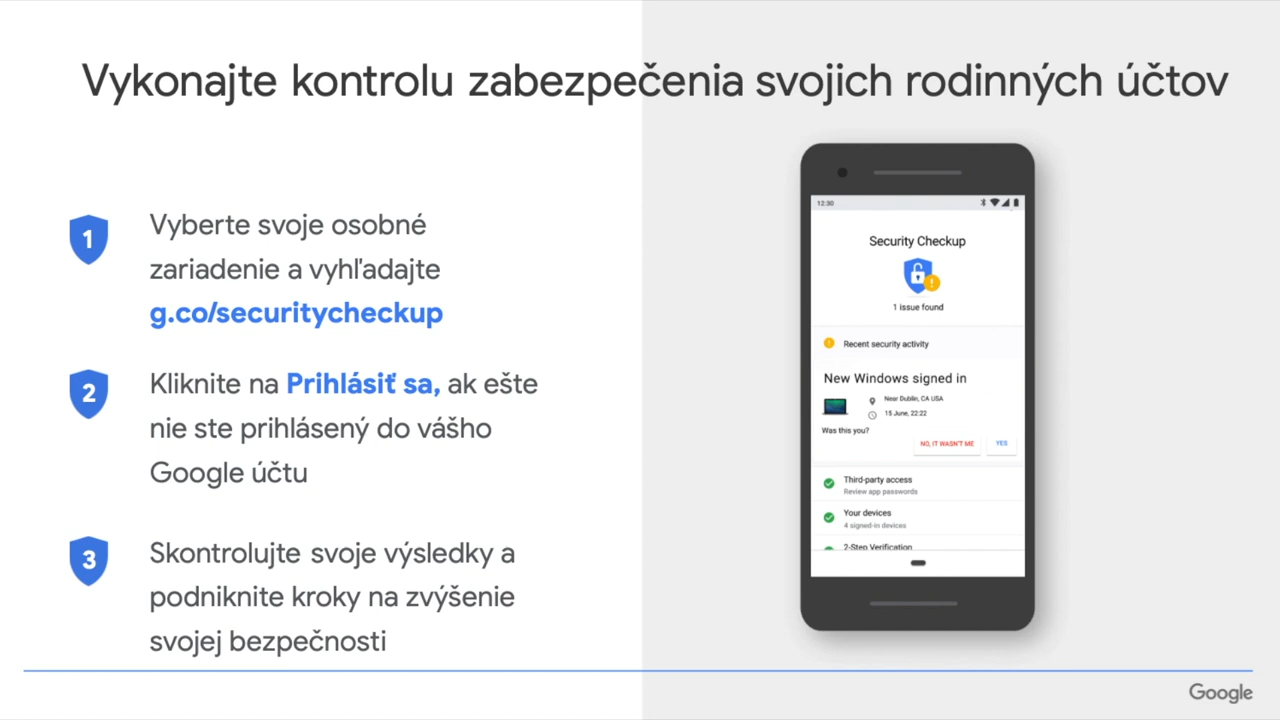 Vykonajte kontrolu zabezpečenia svojich rodinných účtov
1
Vyberte svoje osobné
zariadenie a vyhľadajte
g.co/securitycheckup
2
Kliknite na Prihlásiť sa, ak ešte
nie ste prihlásený do vášho
Google účtu
3
Skontrolujte svoje výsledky a
podniknite kroky na zvýšenie
svojej bezpečnosti
12:30
Security Checkup
1 issue found
Recent security activity
New Windows signed in
Near Dublin, CA USA
15 June, 22:22
Was this you?
NO, IT WASN'T ME YES
Third-party access
Review app passwords
Your devices
4 signed-in devices
2-Step Verification
Google